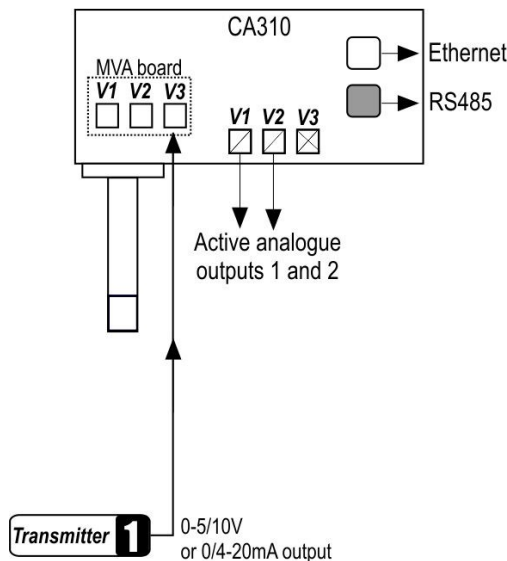 CA310
Ethernet
MVA board
V1 V2 V3
RS485
V1 V2 V3
Active analogue
outputs 1 and 2
Transmitter 1
0-5/10V
or 0/4-20mA output